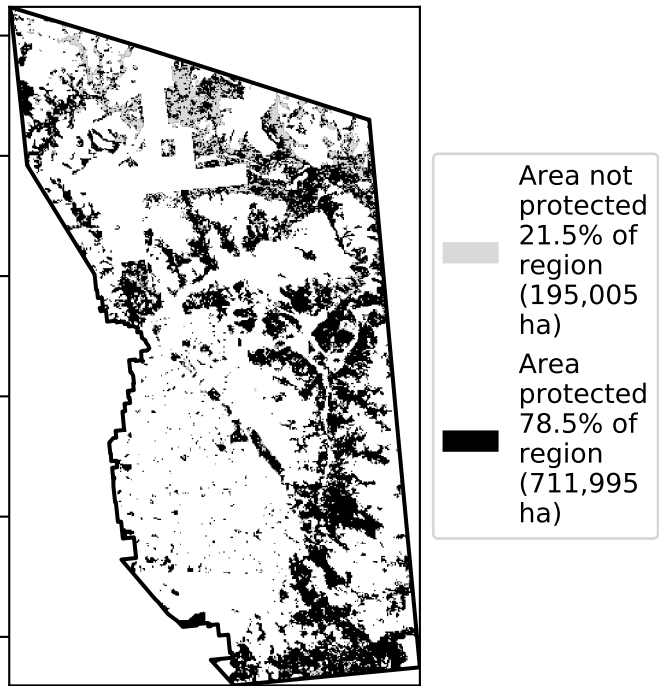 Area not
protected
21.5% of
region
(195,005
ha)
Area
protected
78.5% of
region
(711,995
ha)